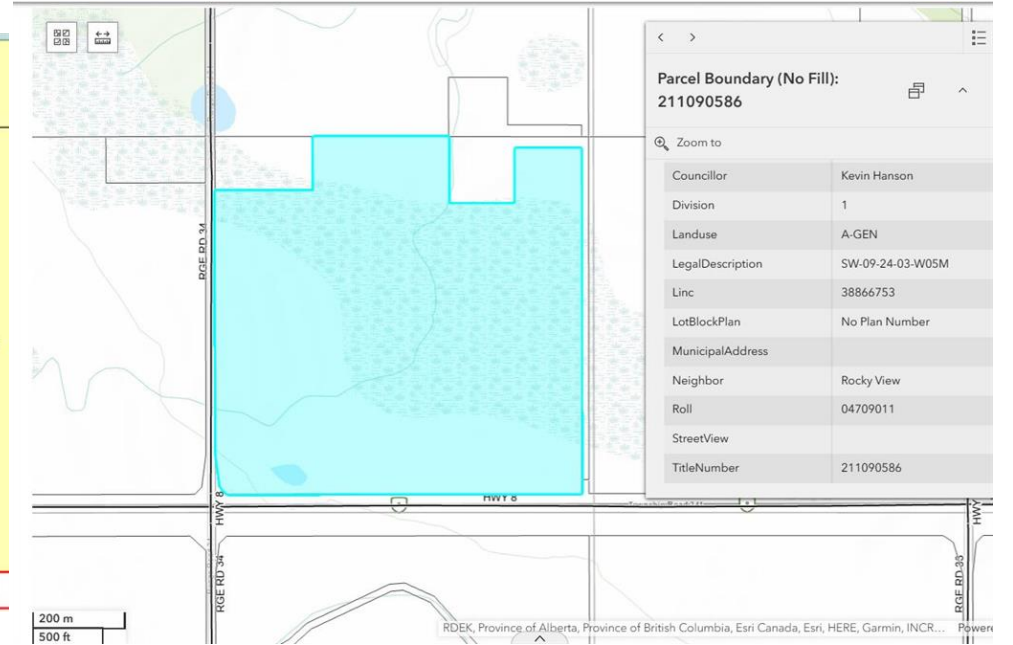 Parcel Boundary (No Fill):
211090586
Zoom to
Councillor Kevin Hanson
Division 1
Landuse A-GEN
LegalDescription SW-09-24-03-W05M
Linc 38866753
LotBlockPlan No Plan Number
MunicipalAddress
Neighbor Rocky View
Roll 04709011
StreetView
TitleNumber 211090586
RGE RD 34
HWY 8
HWY 8
8
HWY
RGE RD 34
RGE RD 33
200 m
500 ft
RDEK, Province of Alberta, Province of British Columbia, Esri Canada, Esri, HERE, Garmin, INCR... Powere